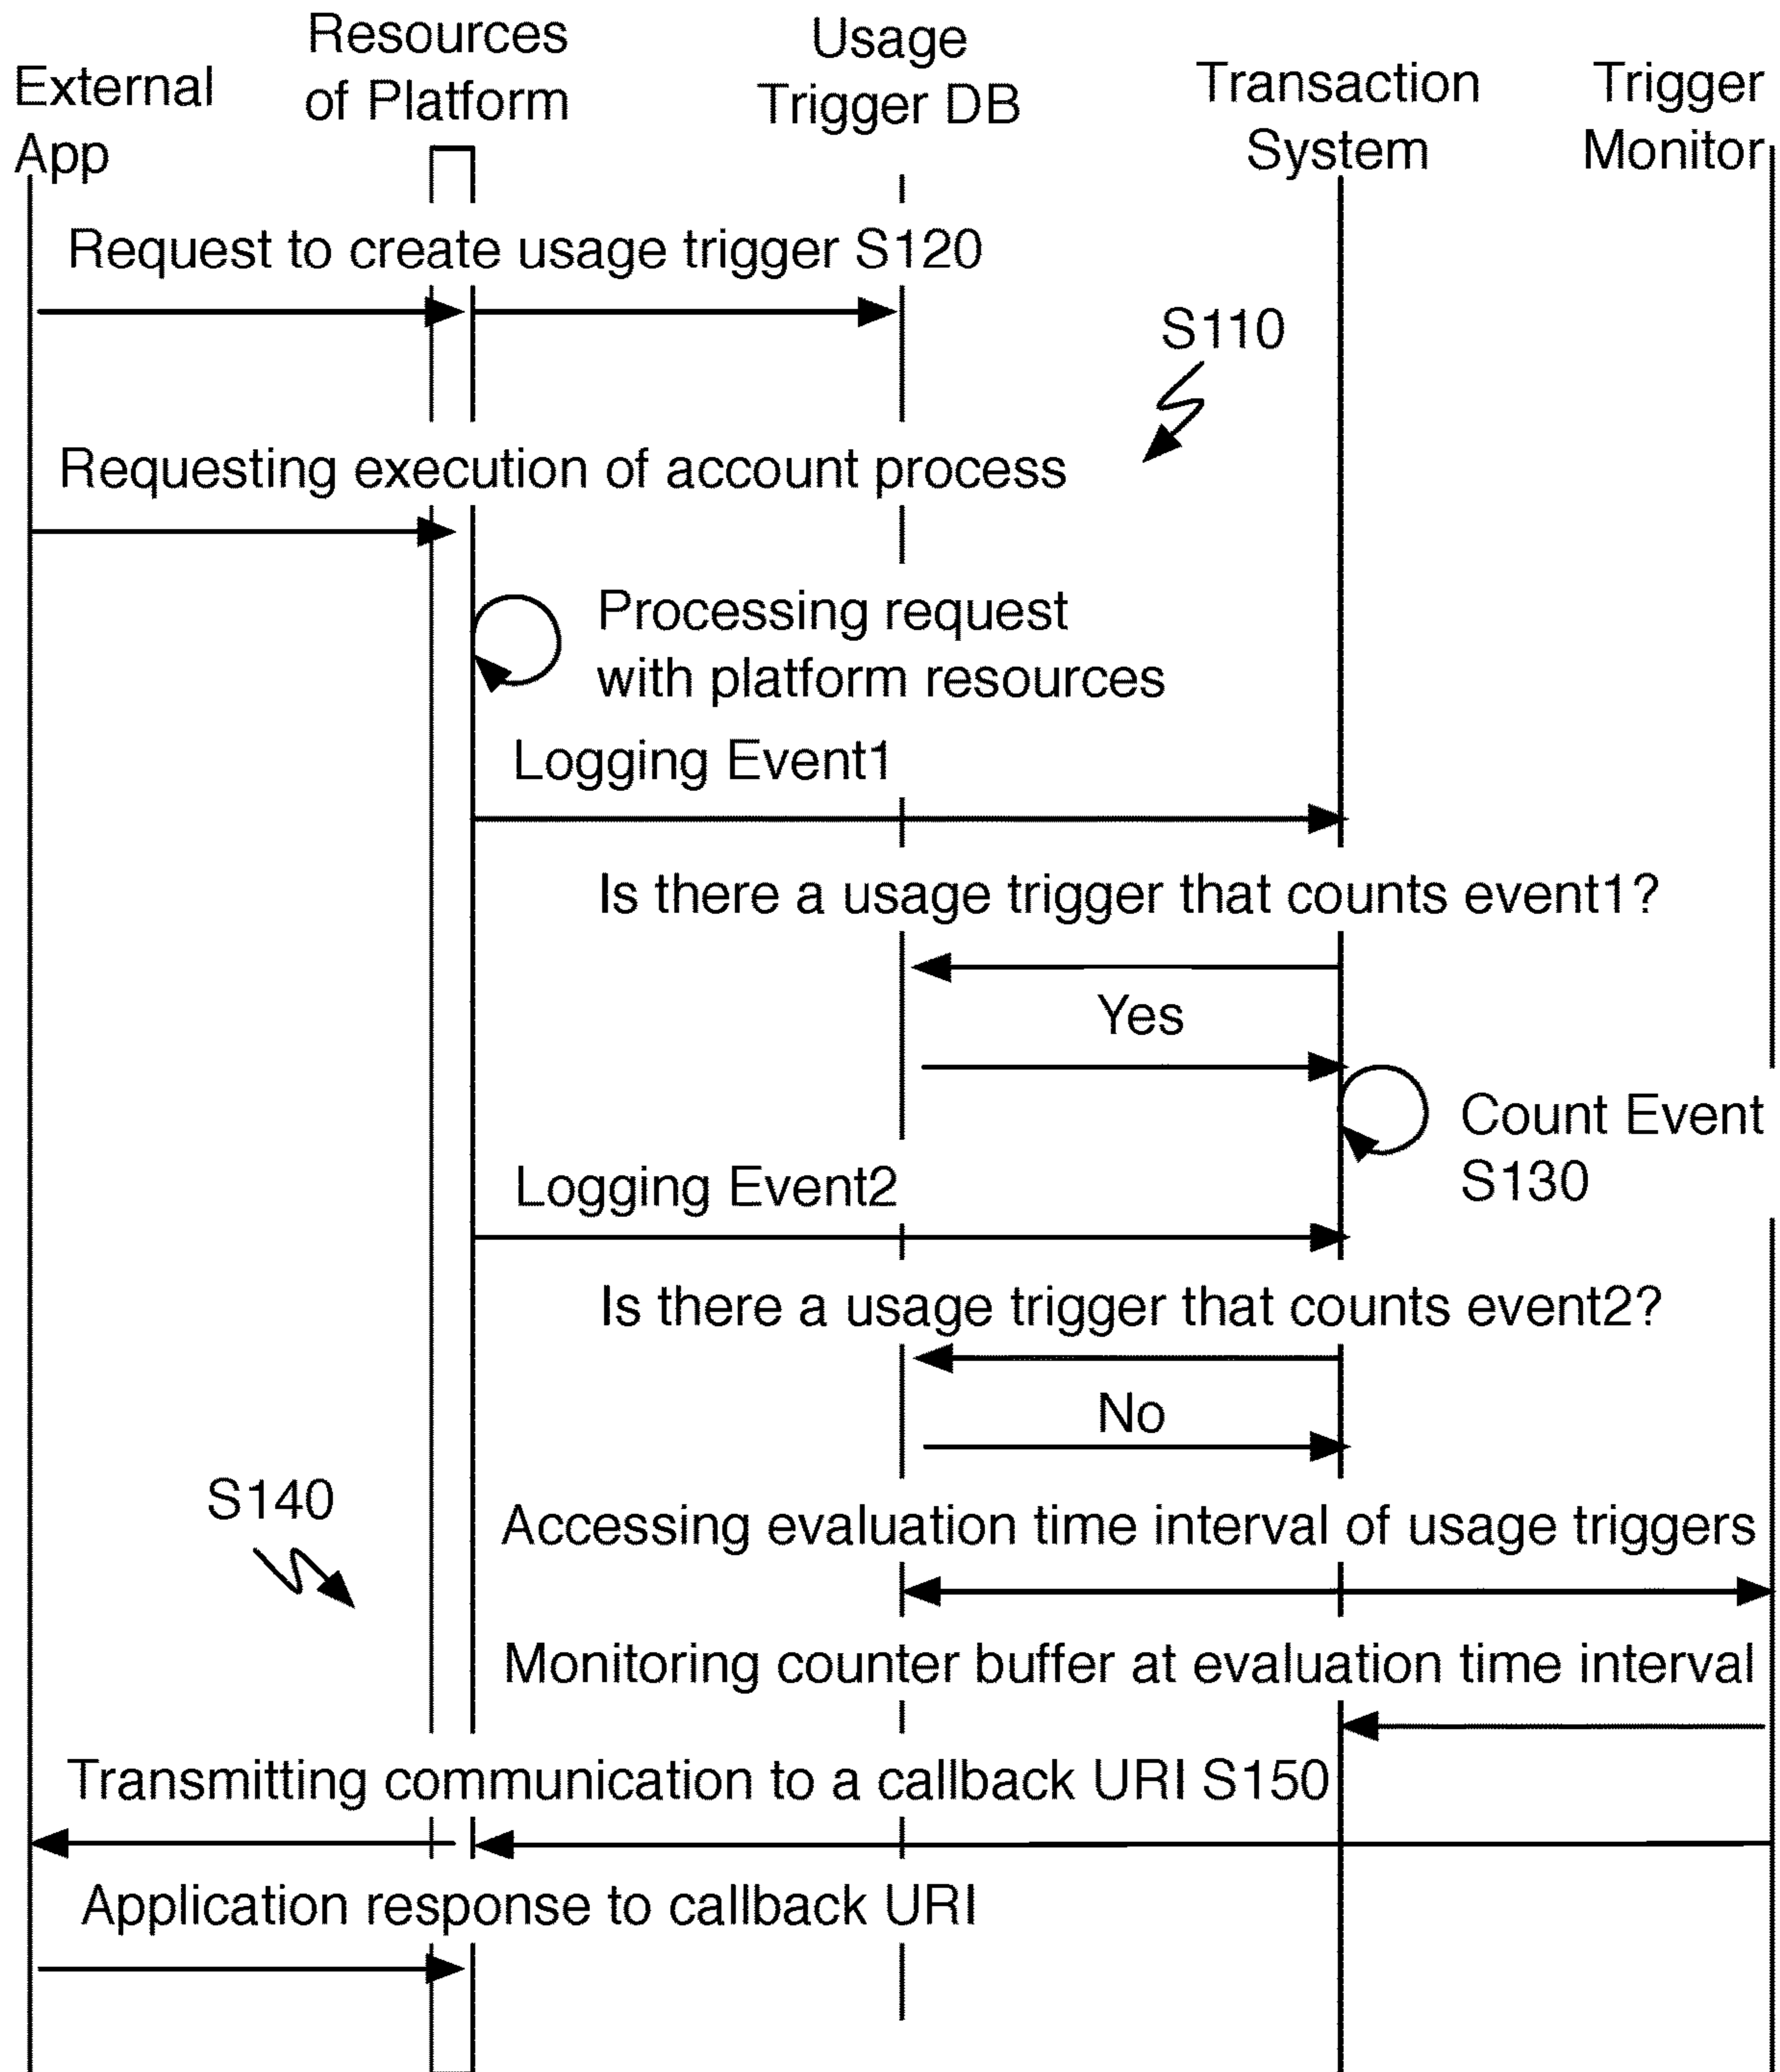 External
App
Resources
of Platform
Usage
Trigger DB
Transaction
System
Trigger
Monitor
Request to create usage trigger S120
S110
Requesting execution of account process
Processing request
with platform resources
Logging Event1
Is there a usage trigger that counts event1?
Yes
Count Event
S130
Logging Event2
Is there a usage trigger that counts event2?
No
S140
Accessing evaluation time interval of usage triggers
Monitoring counter buffer at evaluation time interval
Transmitting communication to a callback URI S150
Application response to callback URI